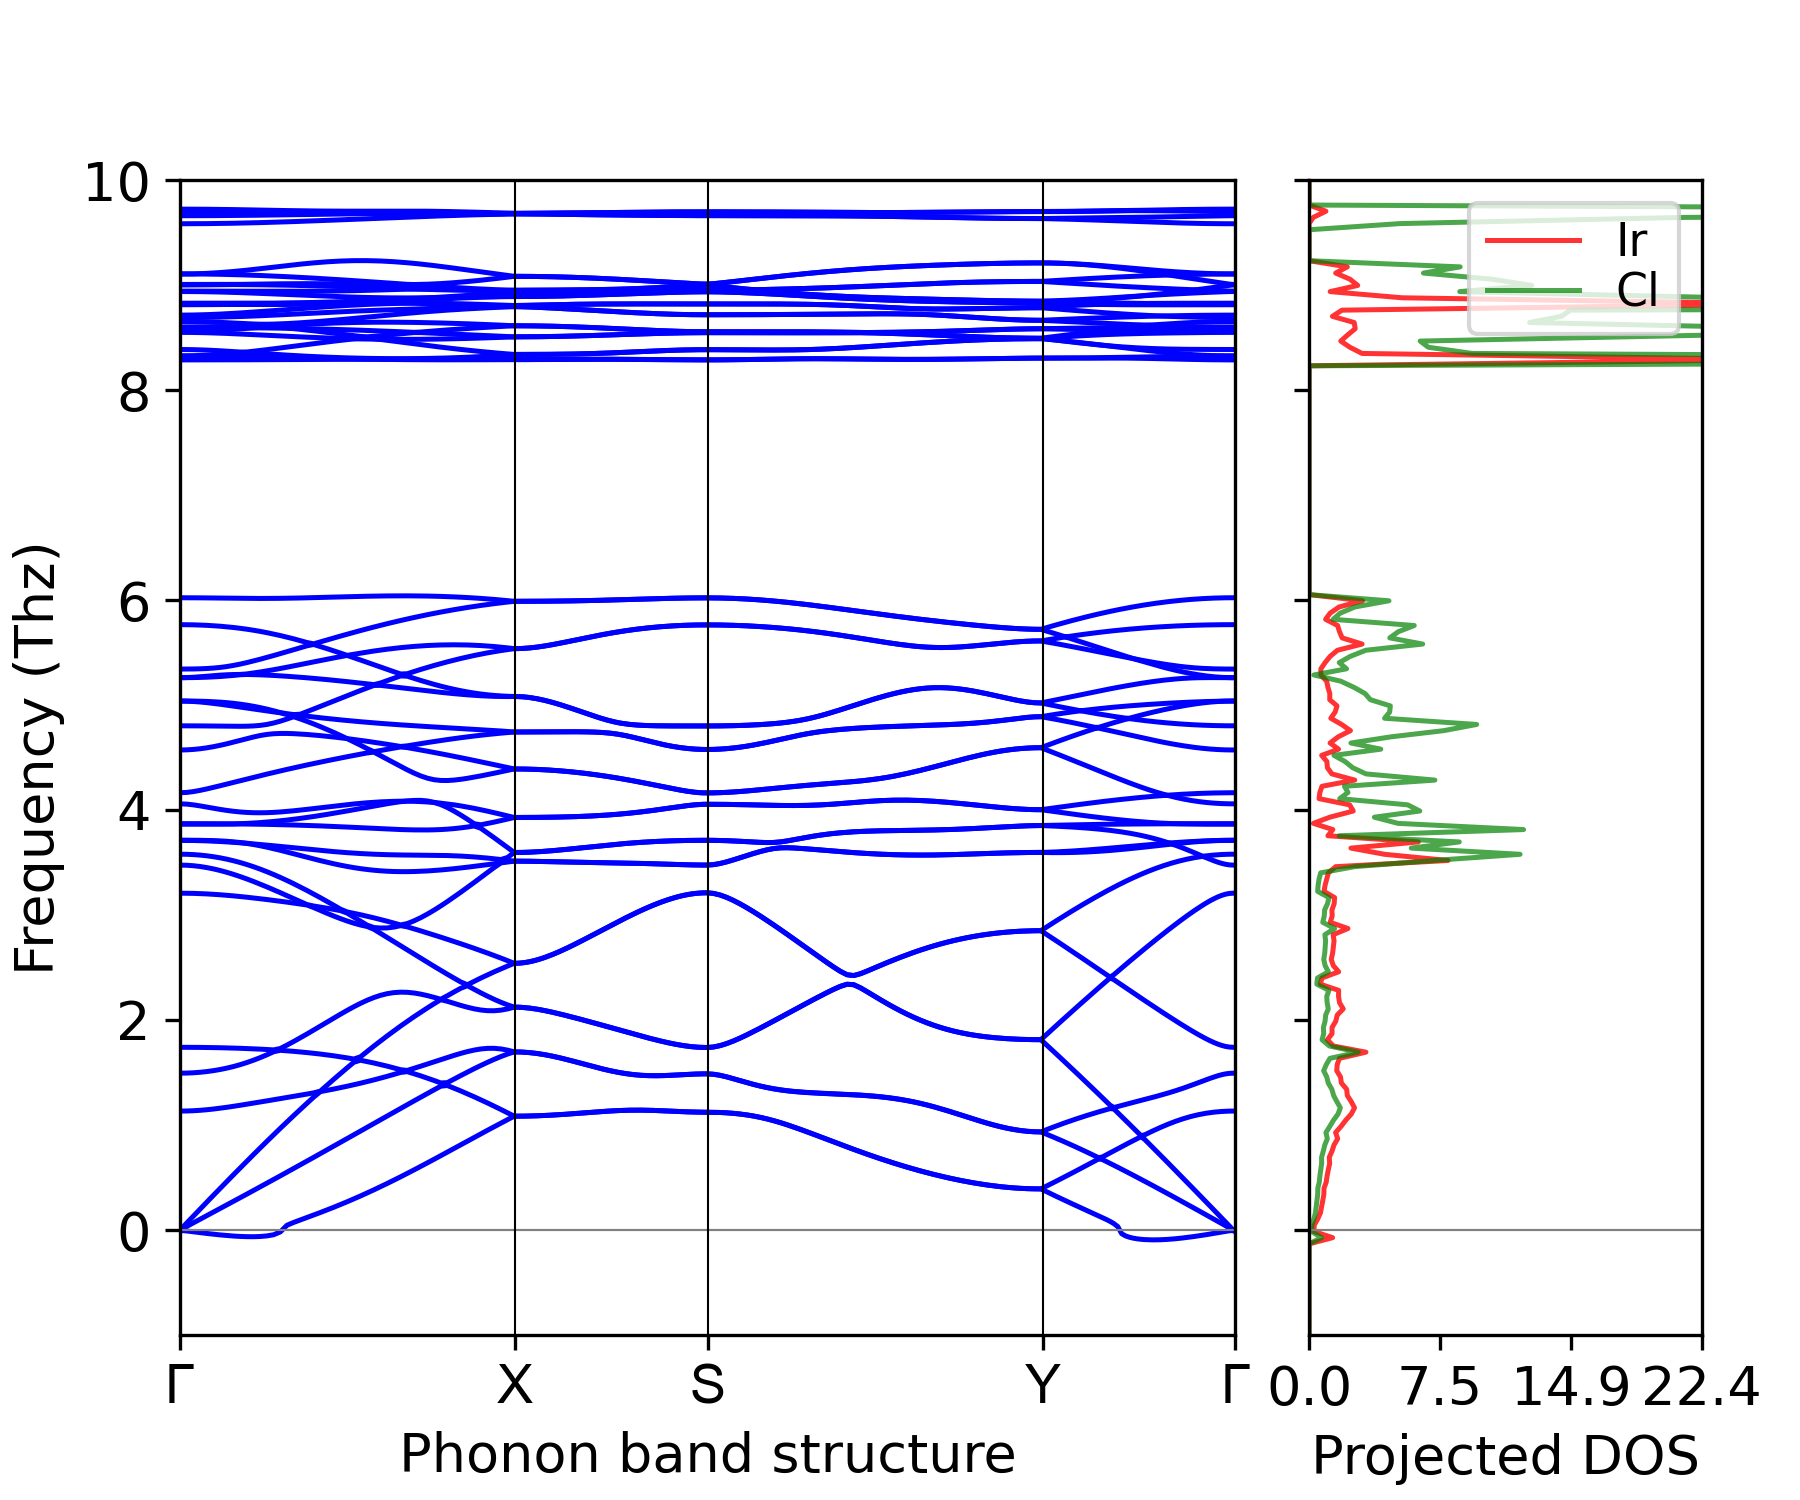 10
8
6
4
2
0
Frequency (Thz)
Γ X S Y Γ
Phonon band structure
Ir
Cl
0.0 7.5 14.9 22.4
Projected DOS